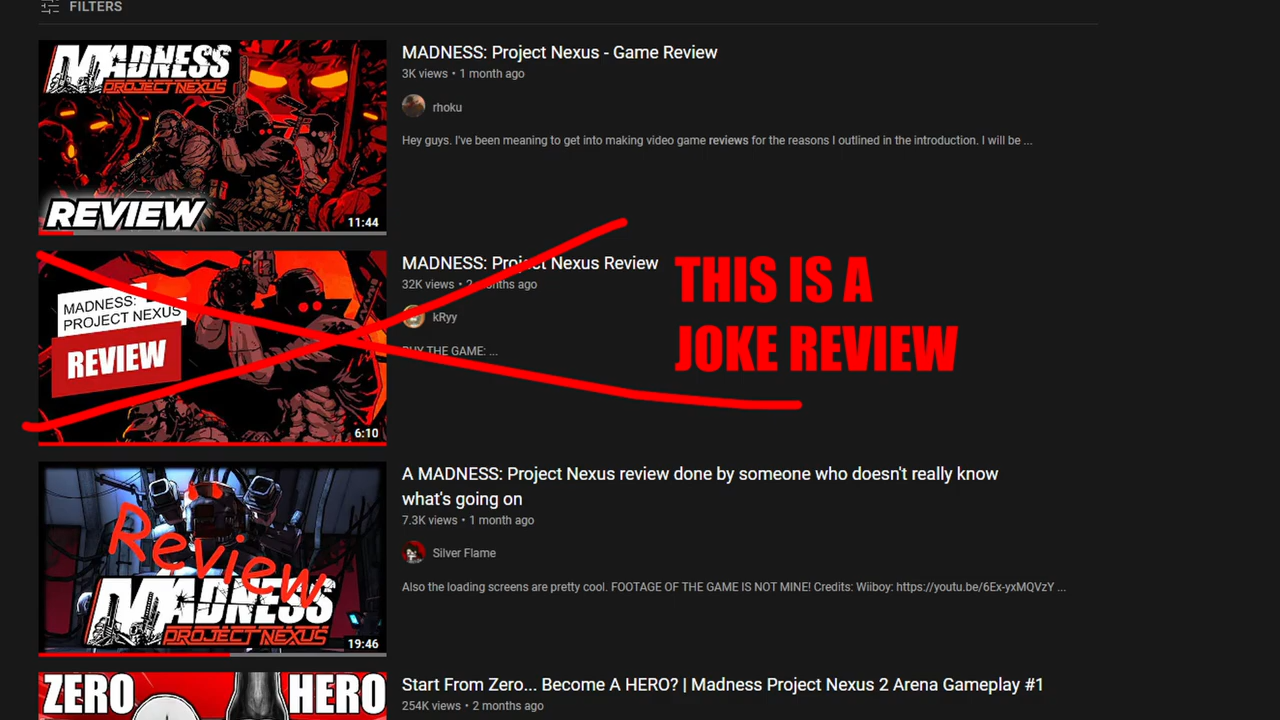 FILTERS
MADNESS
PROJECT NEXUS
REVIEW
11:44
MADNESS: Project Nexus - Game Review
3K views • 1 month ago
rhoku
Hey guys. I've been meaning to get into making video game reviews for the reasons I outlined in the introduction. I will be ...
MADNESS:
PROJECT NEXUS
REVIEW
6:10
MADNESS: Project Nexus Review
32K views • 2 months ago
kRyy
BUY THE GAME: ...
THIS IS A
JOKE REVIEW
Review
MADNESS
PROJECT NEXUS
19:46
A MADNESS: Project Nexus review done by someone who doesn't really know
what's going on
7.3K views • 1 month ago
Silver Flame
Also the loading screens are pretty cool. FOOTAGE OF THE GAME IS NOT MINE! Credits: Wiiboy: https://youtu.be/6Ex-yxMQVzY ...
ZERO HERO
Start From Zero... Become A HERO? | Madness Project Nexus 2 Arena Gameplay #1
254K views • 2 months ago